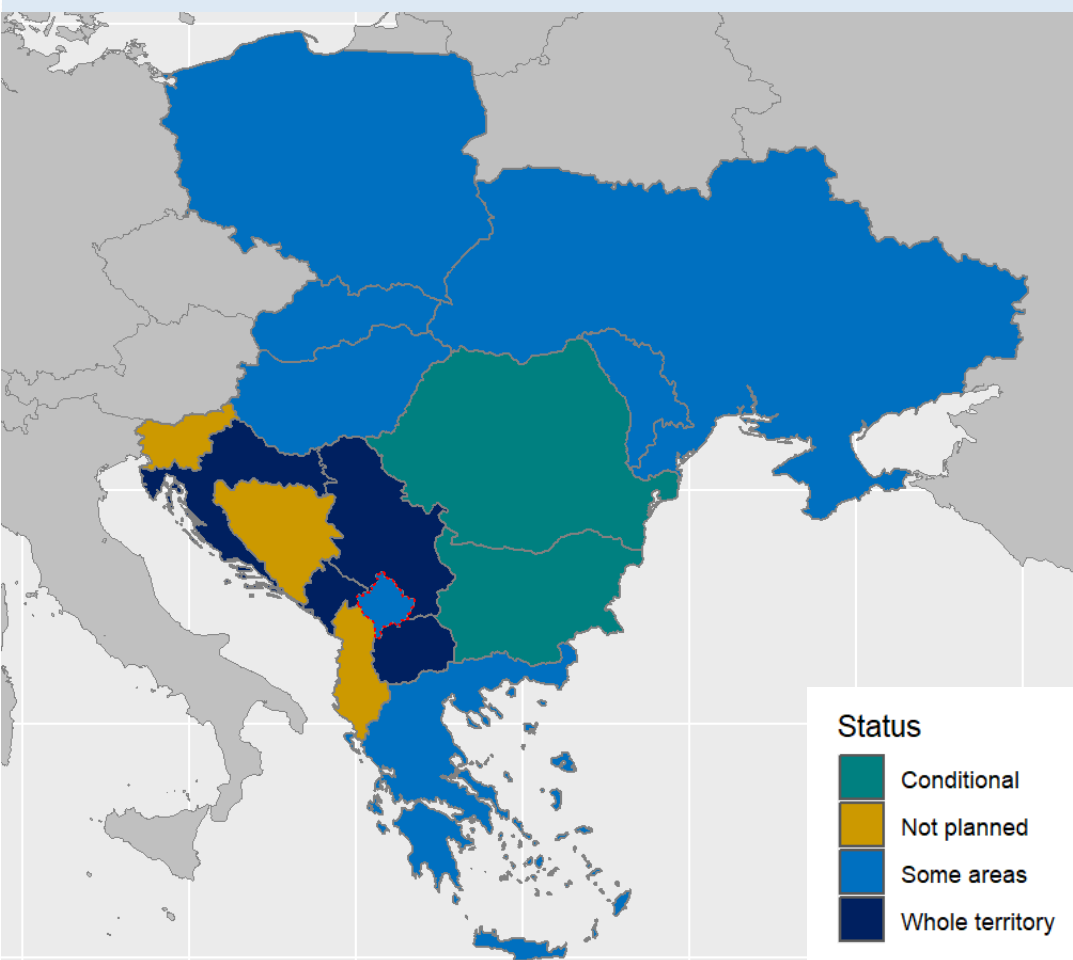 Status
Conditional
Not planned
Some areas
Whole territory